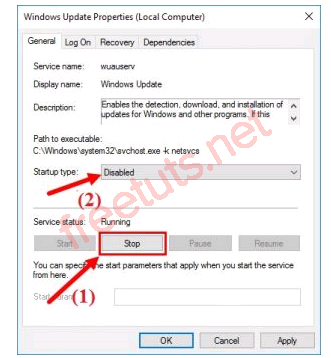 Windows Update Properties (Local Computer)
General Log On Recovery Dependencies
Service name: wuauserv
Display name: Windows Update
Description: Enables the detection, download, and installation of
updates for Windows and other programs. If this
Path to executable:
C:\Windows\system32\svchost.exe -k netsvcs
Startup type: Disabled
(2)
Service status: Running
Start Stop Pause Resume
You can specify the start parameters that apply when you start the service
from here.
(1)
OK Cancel Apply
freetuts.net